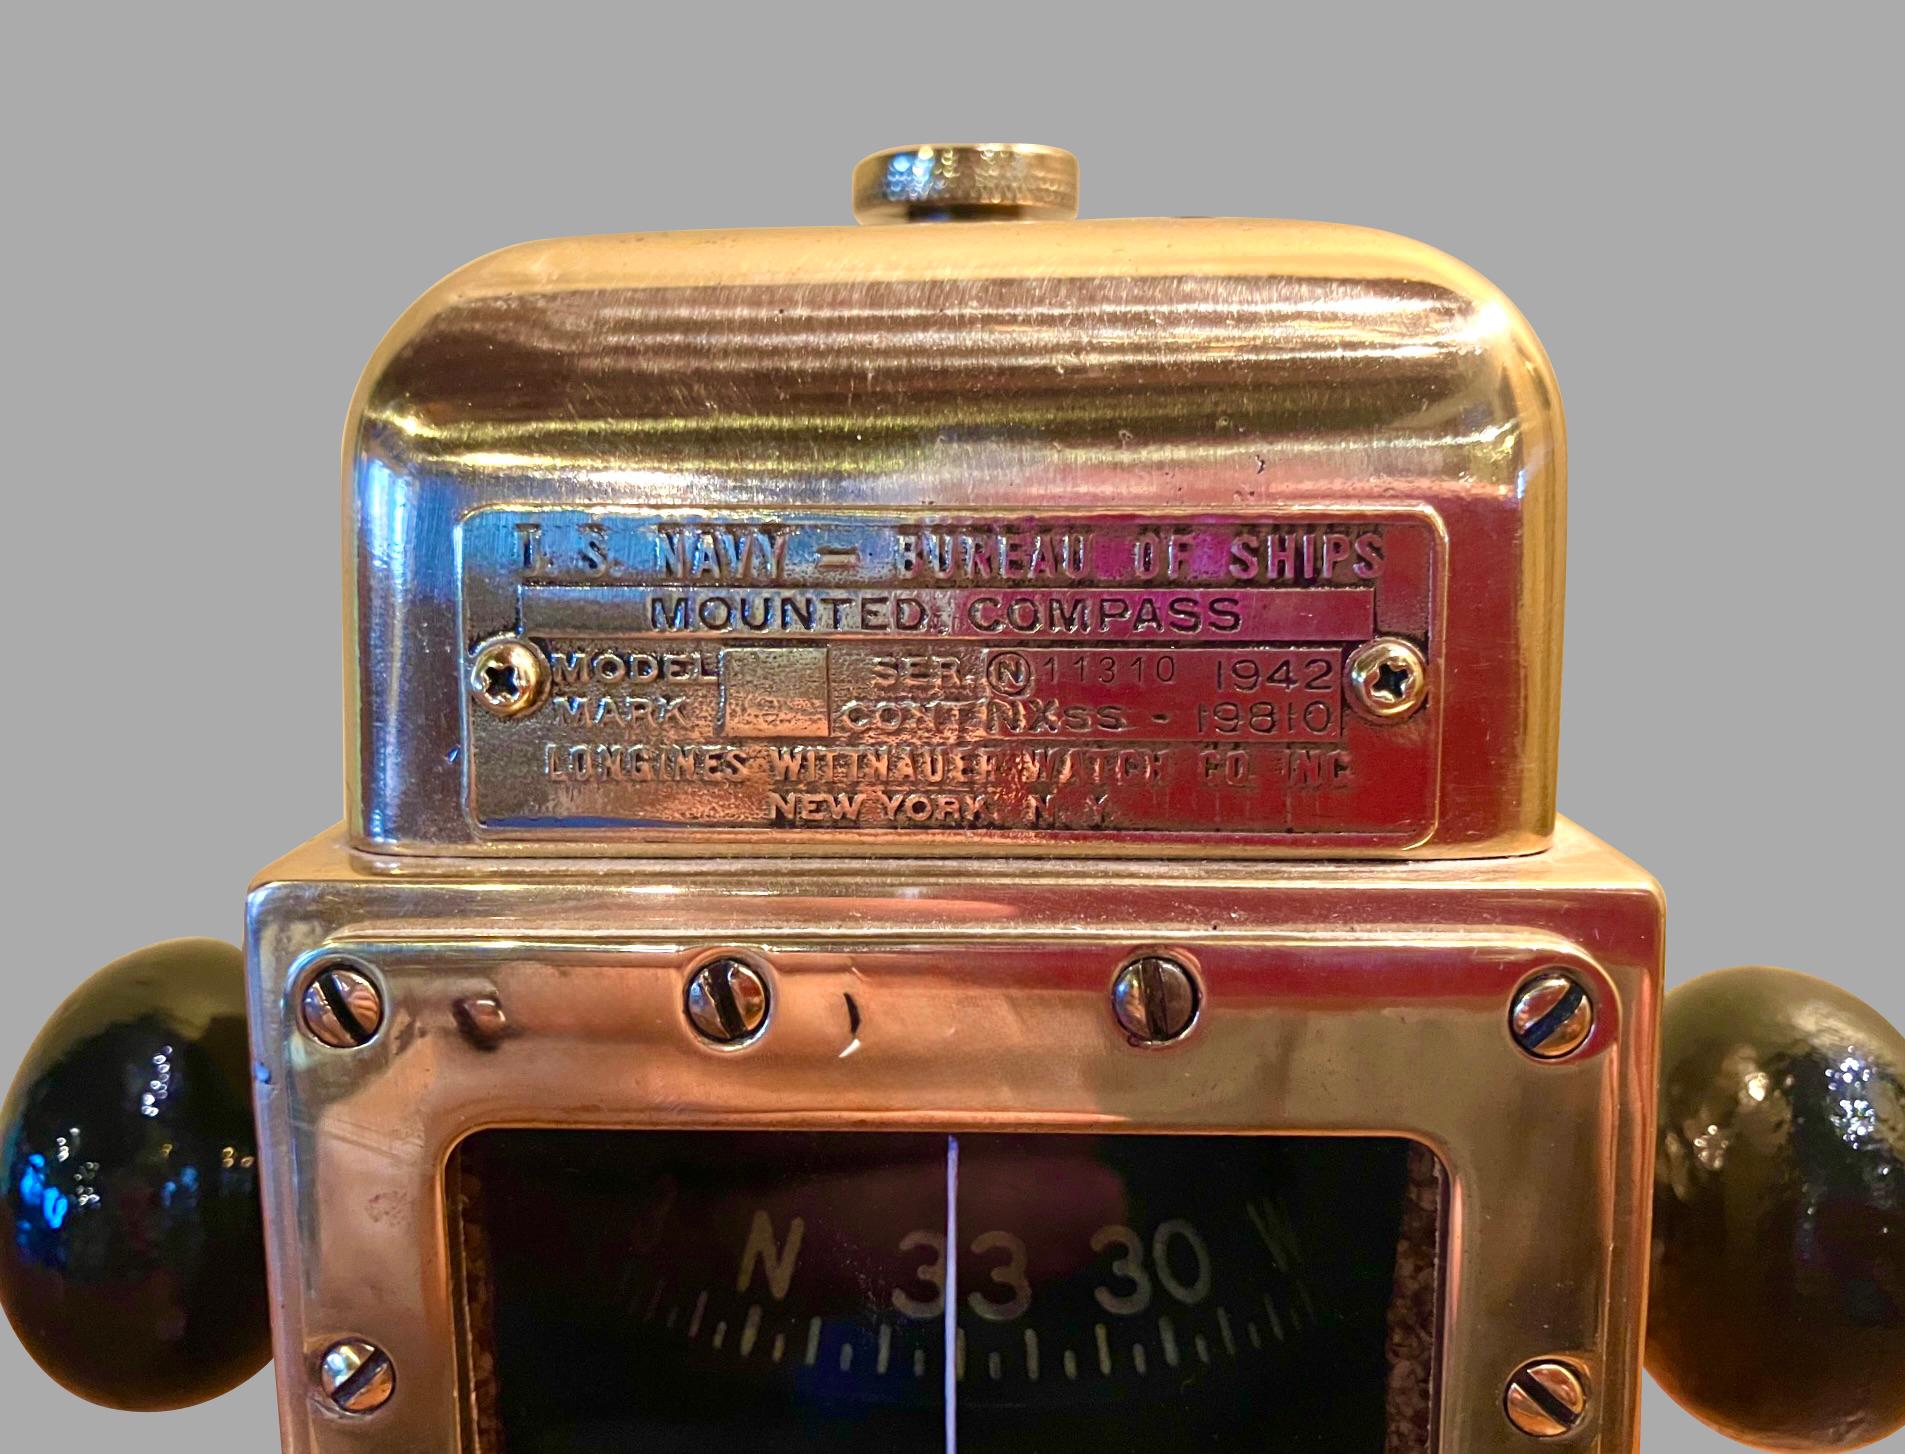 U. S. NAVY - BUREAU OF SHIPS
MOUNTED COMPASS
MODEL SER Ⓝ 11310 1942
MARK CONT NXSS - 19810
LONGINES WITTNAUER WATCH CO. INC
NEW YORK N. Y.
N 33 30 W